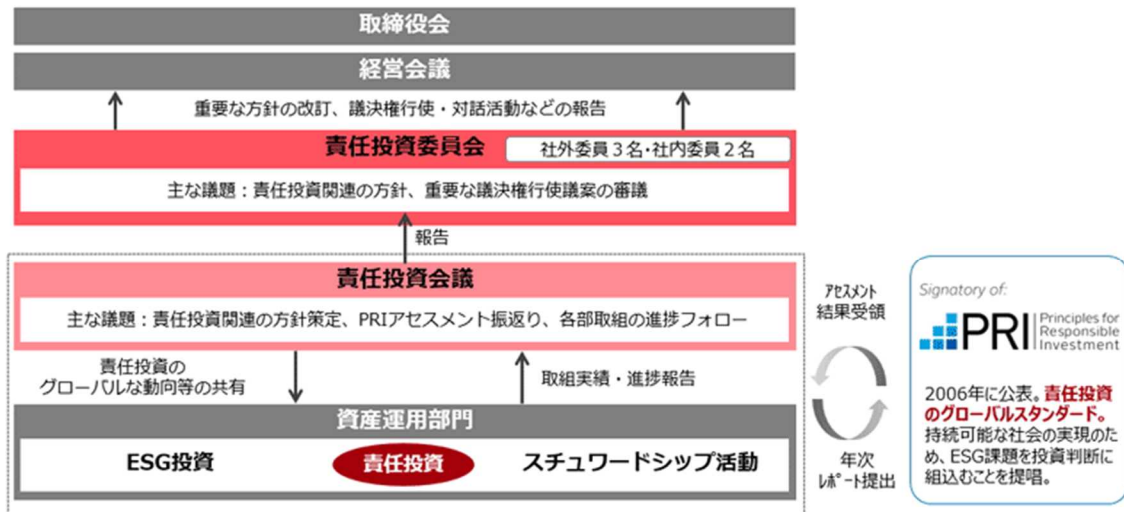 取締役会
経営会議
重要な方針の改訂、議決権行使・対話活動などの報告
責任投資委員会
社外委員3名・社内委員2名
主な議題:責任投資関連の方針、重要な議決権行使議案の審議
報告
責任投資会議
主な議題:責任投資関連の方針策定、PRIアセスメント振返り、各部取組の進捗フォロー
責任投資の
グローバルな動向等の共有
取組実績・進捗報告
資産運用部門
ESG投資
責任投資
スチュワードシップ活動
アセスメント
結果受領
年次
レポート提出
Signatory of:
PRI
Principles for
Responsible
Investment
2006年に公表。責任投資
のグローバルスタンダード。
持続可能な社会の実現のた
め、ESG課題を投資判断に
組込むことを提唱。